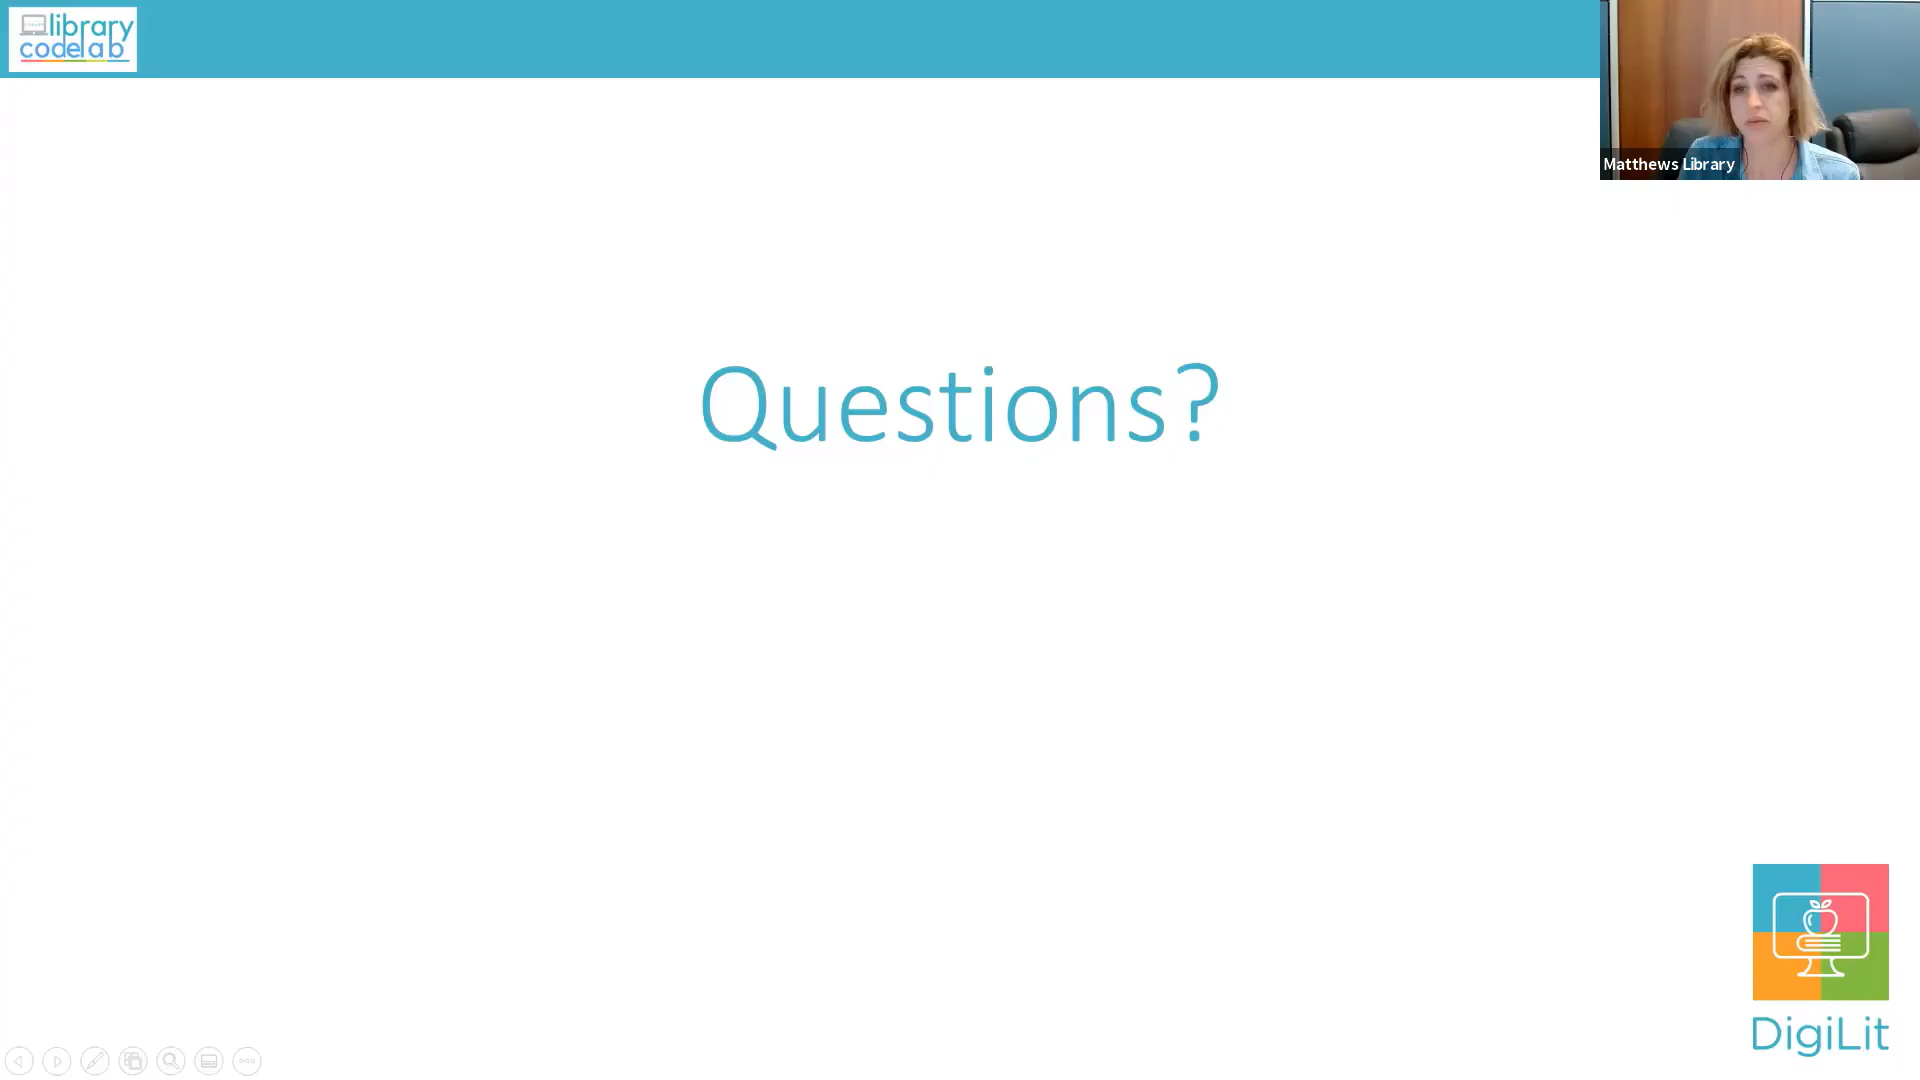 library
codelab
Matthews Library
Questions?
DigiLit